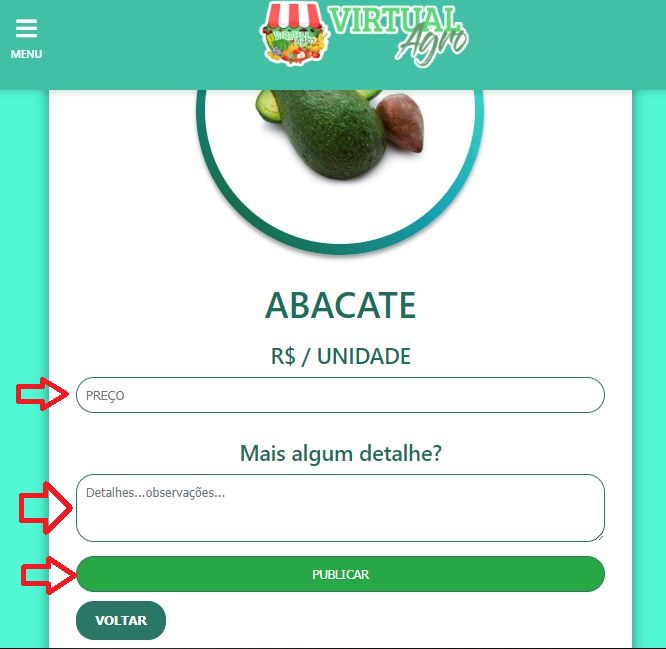 VIRTUAL
Agro
MENU
ABACATE
R$ / UNIDADE
PREÇO
Mais algum detalhe?
Detalhes...observações...
PUBLICAR
VOLTAR